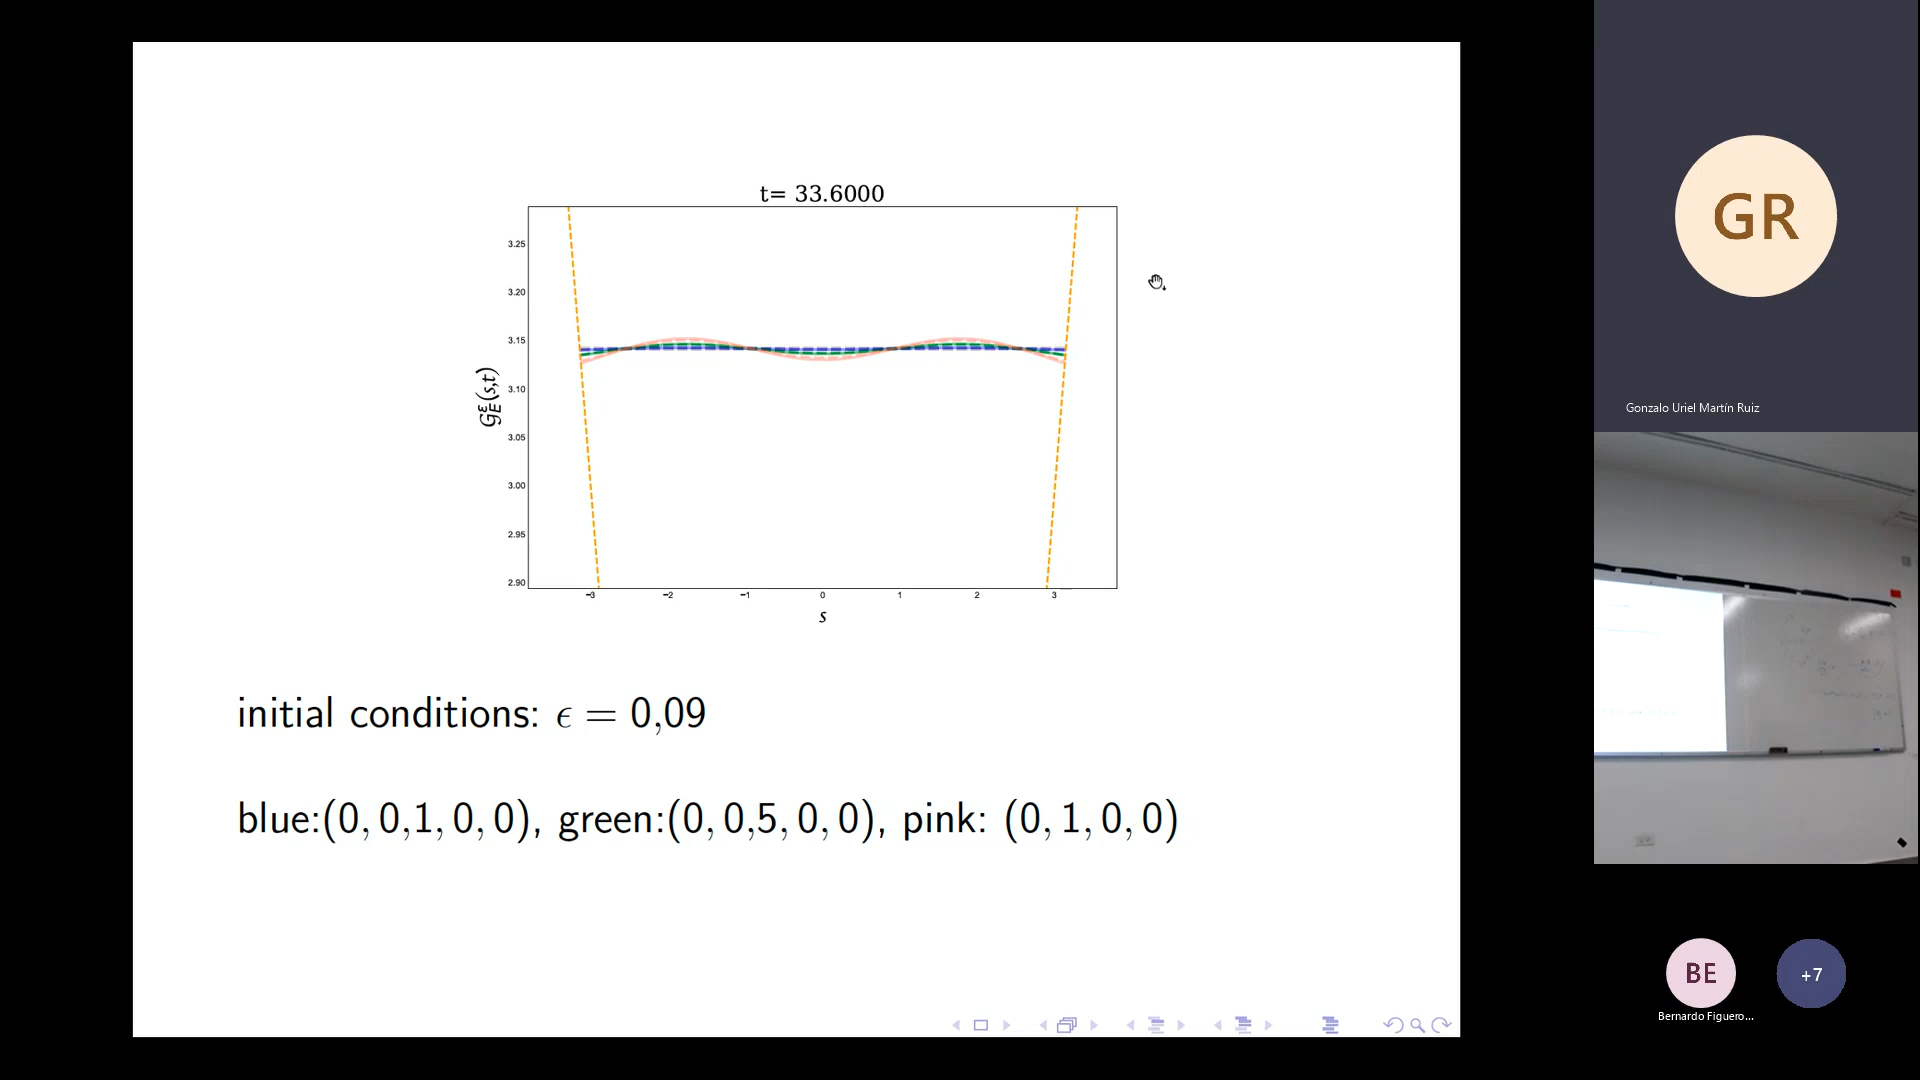 t= 33.6000
3.25
3.20
3.15
3.10
3.05
3.00
2.95
2.90
𝒢ᵋ_E(s,t)
−3 −2 −1 0 1 2 3
s
initial conditions: ϵ = 0,09
blue:(0, 0,1, 0, 0), green:(0, 0,5, 0, 0), pink: (0, 1, 0, 0)
GR
Gonzalo Uriel Martín Ruiz
BE
+7
Bernardo Figuero...